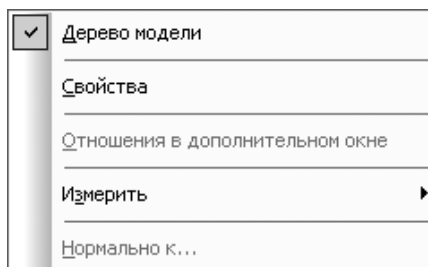 Дерево модели
Свойства
Отношения в дополнительном окне
Измерить
Нормально к...